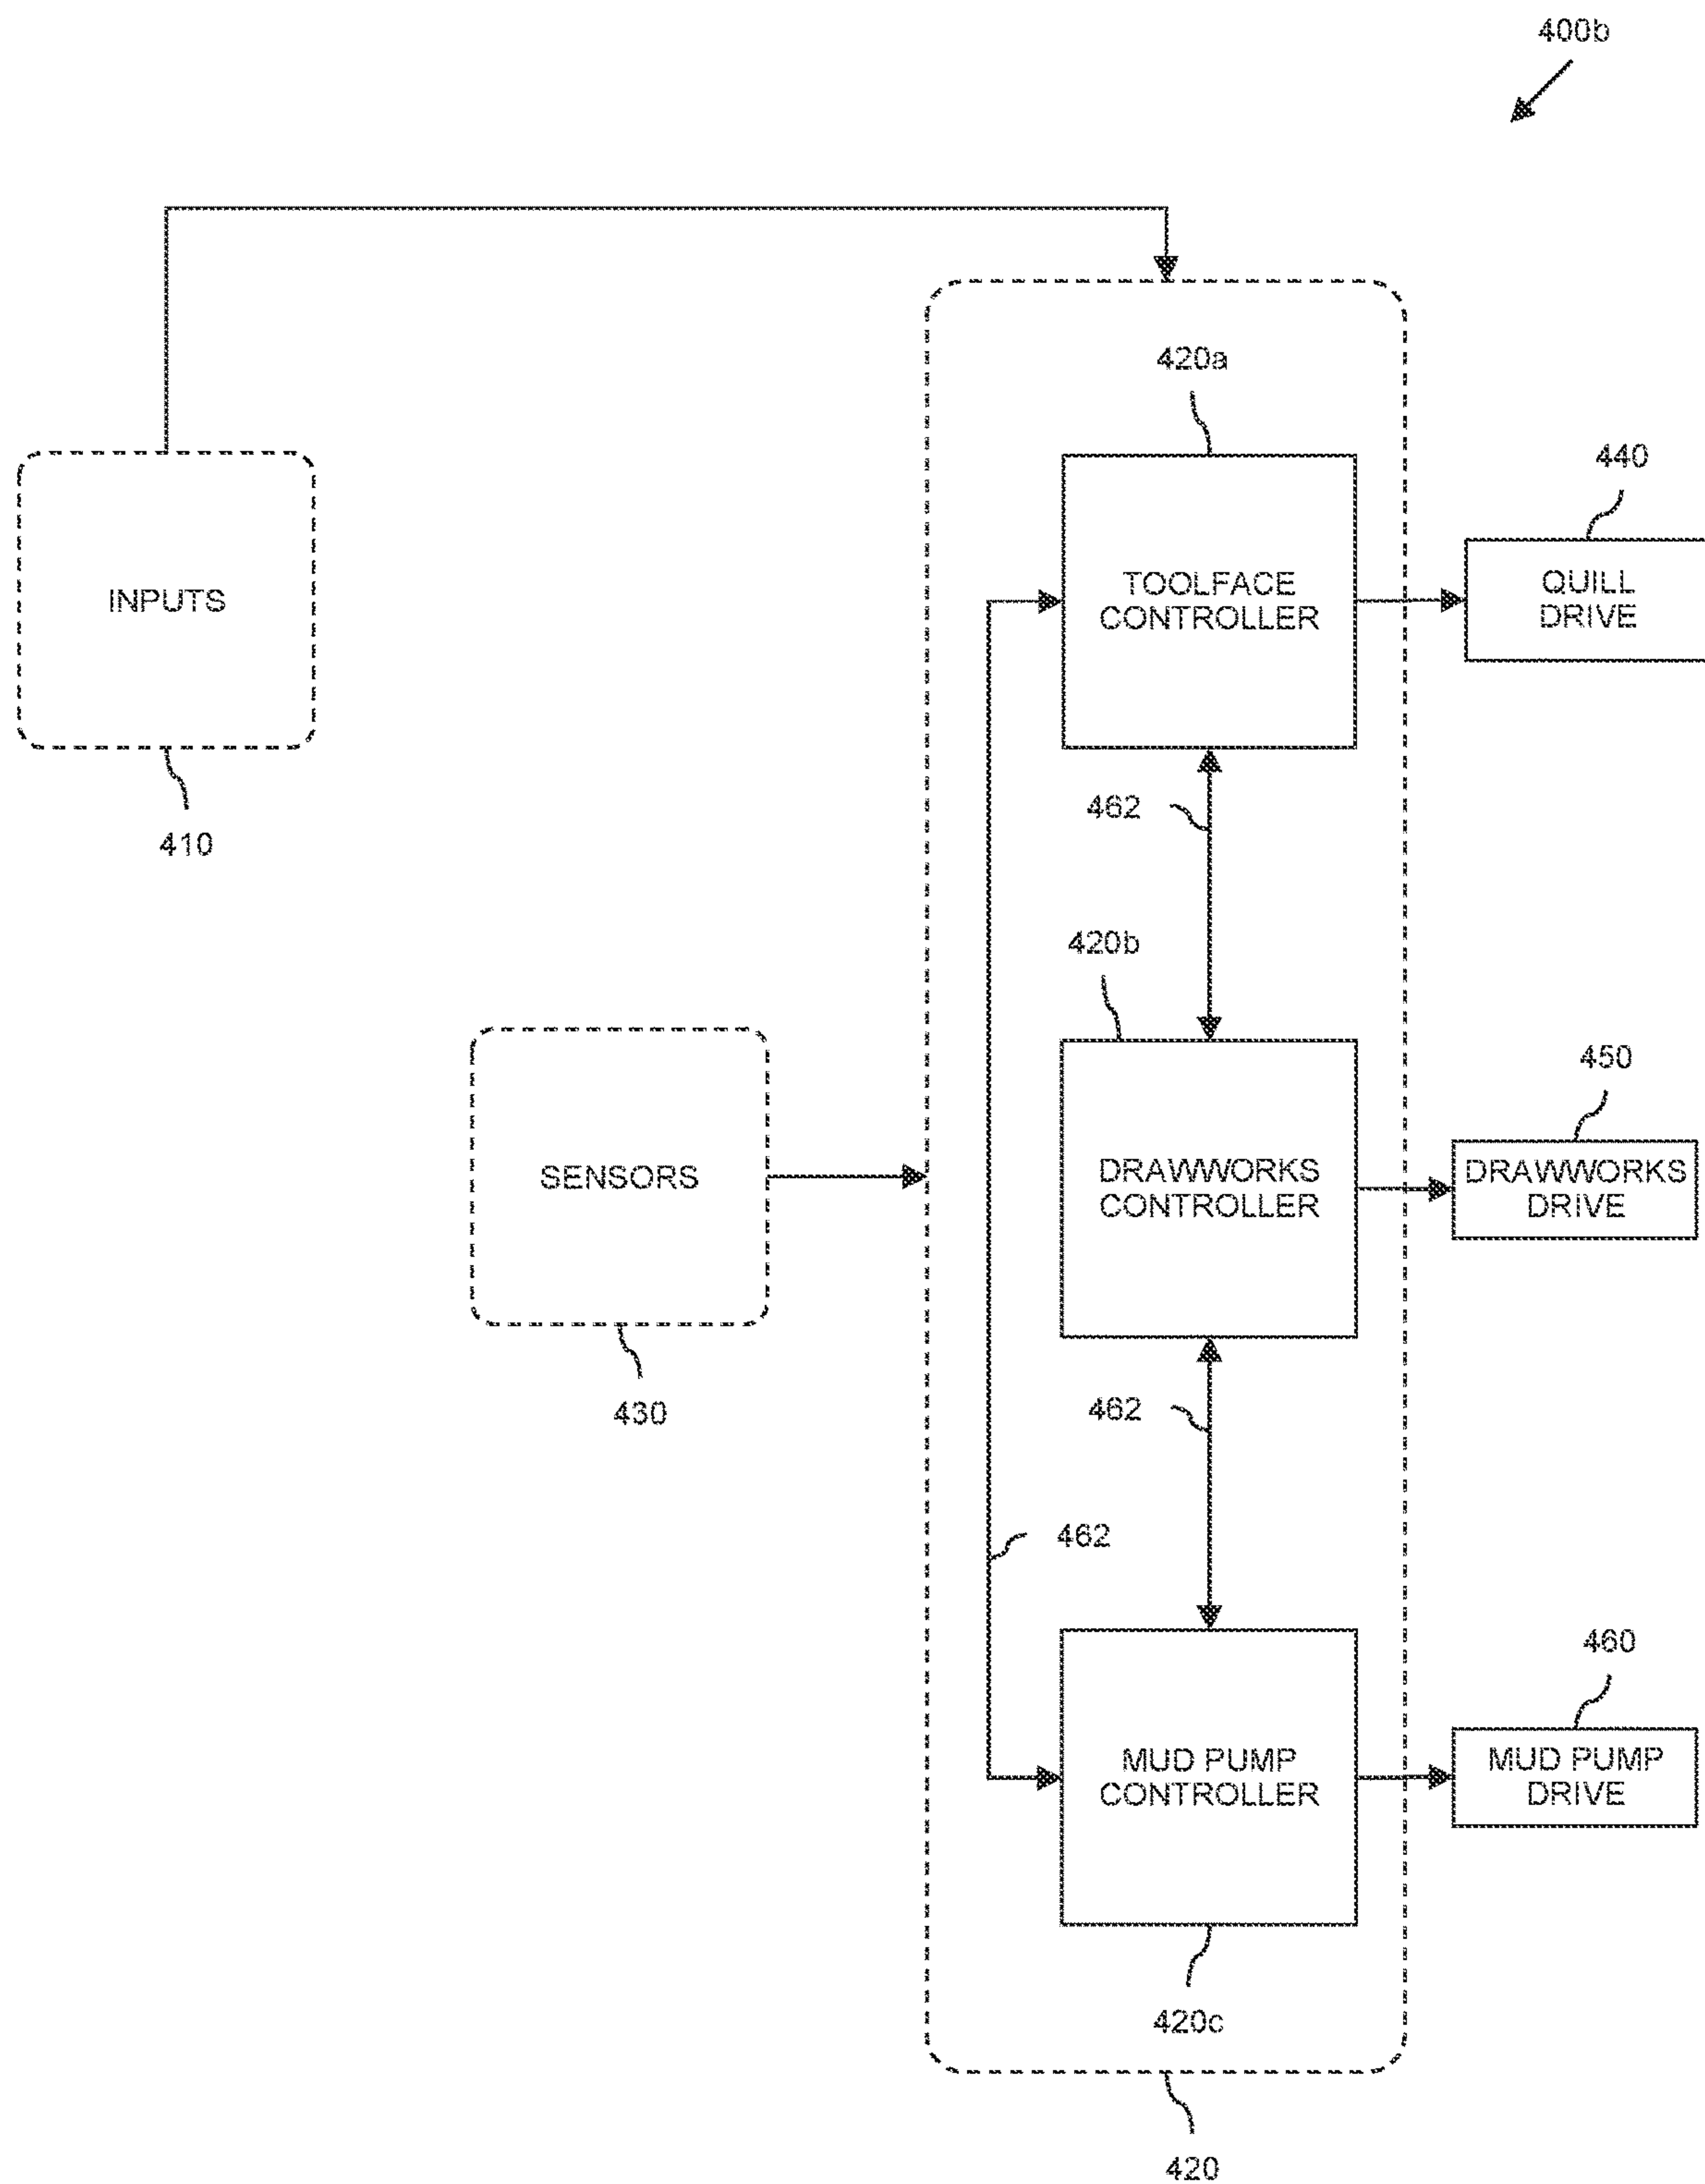 400b
420a
440
INPUTS
TOOLFACE
CONTROLLER
QUILL
DRIVE
462
410
420b
450
SENSORS
DRAWWORKS
CONTROLLER
DRAWWORKS
DRIVE
430
462
462
460
MUD PUMP
CONTROLLER
MUD PUMP
DRIVE
420c
420